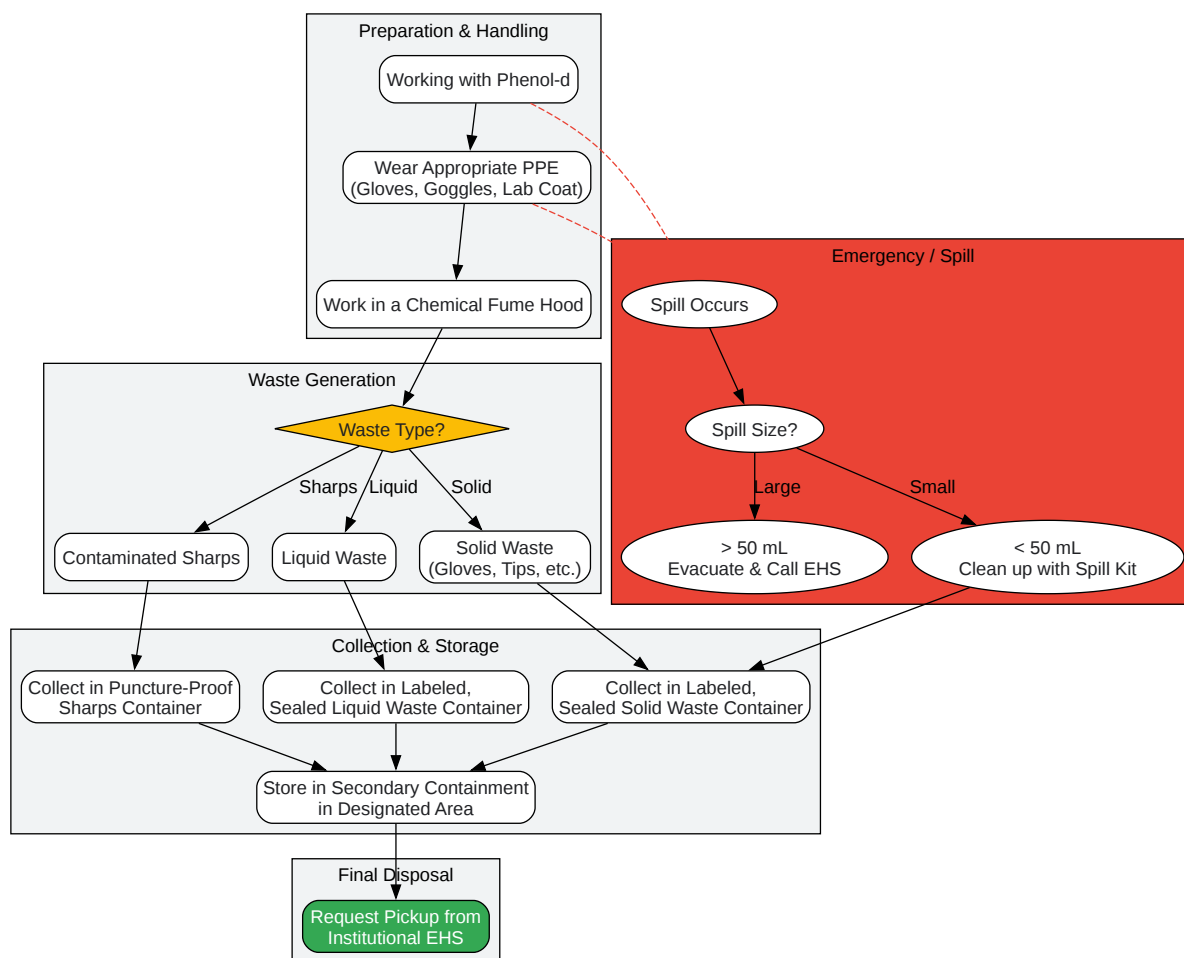 Preparation & Handling
Working with Phenol-d
Wear Appropriate PPE
(Gloves, Goggles, Lab Coat)
Work in a Chemical Fume Hood
Emergency / Spill
Spill Occurs
Spill Size?
Large
Small
> 50 mL
Evacuate & Call EHS
< 50 mL
Clean up with Spill Kit
Waste Generation
Waste Type?
Sharps
Liquid
Solid
Contaminated Sharps
Liquid Waste
Solid Waste
(Gloves, Tips, etc.)
Collection & Storage
Collect in Puncture-Proof
Sharps Container
Collect in Labeled,
Sealed Liquid Waste Container
Collect in Labeled,
Sealed Solid Waste Container
Store in Secondary Containment
in Designated Area
Final Disposal
Request Pickup from
Institutional EHS